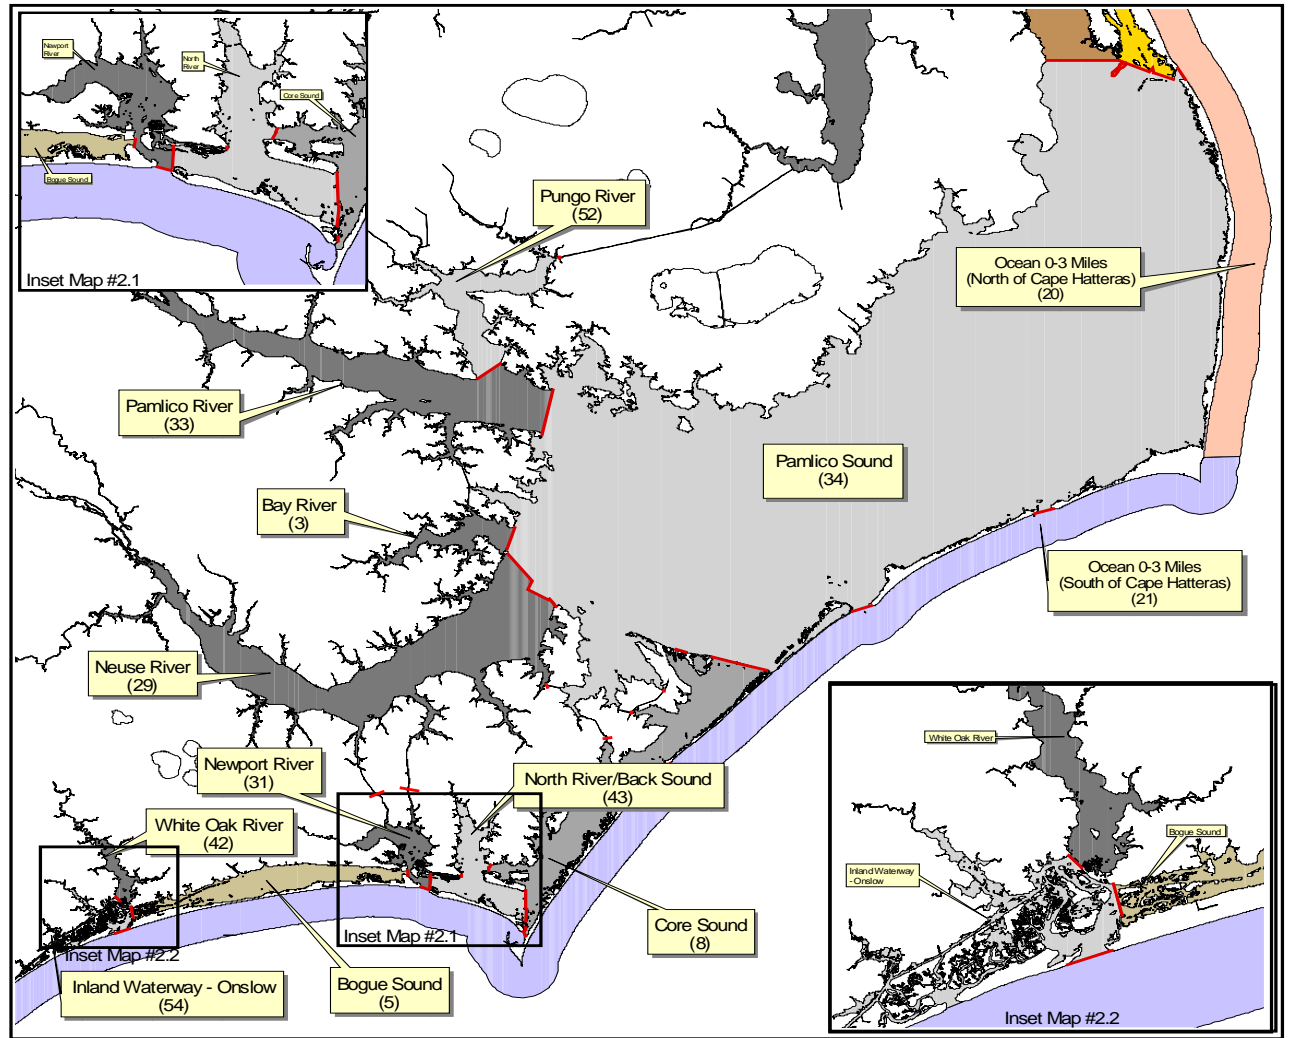 Newport
River
North
River
Core Sound
Bogue Sound
Inset Map #2.1
Pungo River
(52)
Ocean 0-3 Miles
(North of Cape Hatteras)
(20)
Pamlico River
(33)
Pamlico Sound
(34)
Bay River
(3)
Ocean 0-3 Miles
(South of Cape Hatteras)
(21)
Neuse River
(29)
Newport River
(31)
North River/Back Sound
(43)
White Oak River
(42)
Core Sound
(8)
Inset Map #2.1
Inset Map #2.2
Inland Waterway - Onslow
(54)
Bogue Sound
(5)
White Oak River
Bogue Sound
Inland Waterway
- Onslow
Inset Map #2.2